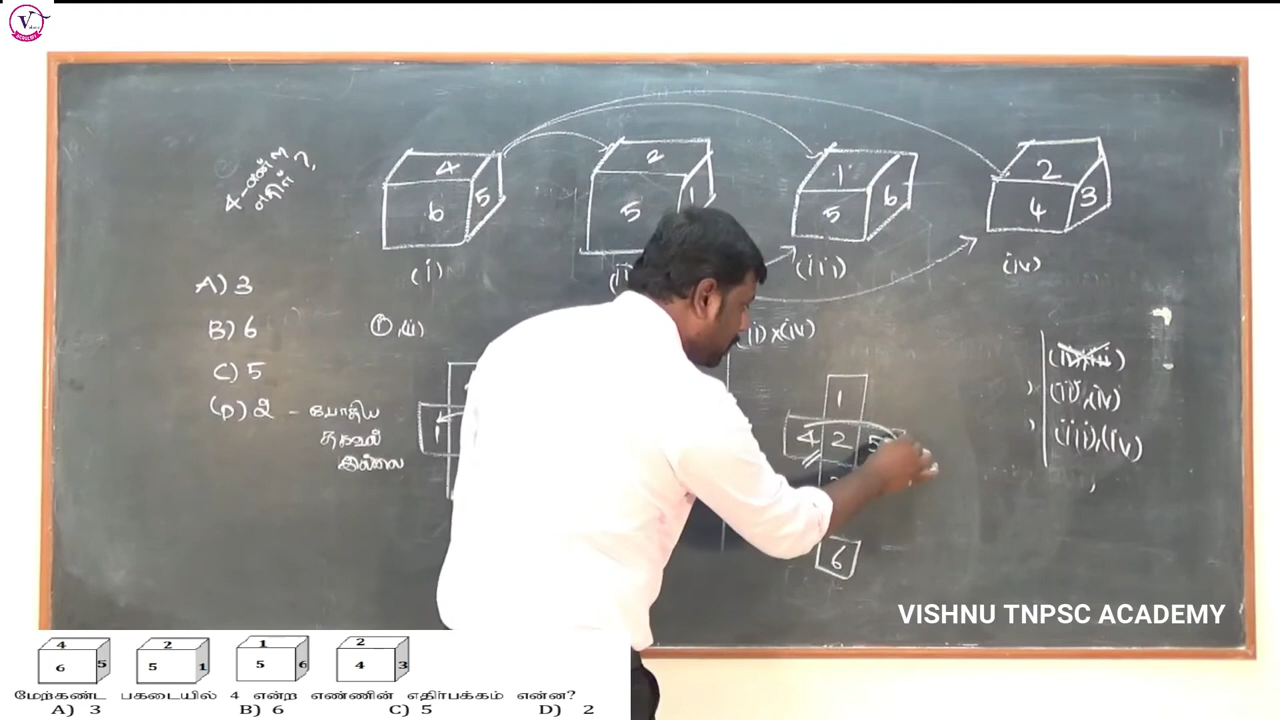 4-எண்ணின்
எதிர் ?
4
6
5
(i)
2
5
1
(ii
1
5
6
(iii)
2
4
3
(iv)
A) 3
B) 6
C) 5
(D) 2 - போதிய
தகவல்
இல்லை
1
1
4 2 5
6
(ii),(iv)
(iii),(iv)
VISHNU TNPSC ACADEMY
4
6
5
2
5
1
1
5
6
2
4
3
மேற்கண்ட பகடையில் 4 என்ற எண்ணின் எதிர்பக்கம் என்ன?
A) 3 B) 6 C) 5 D) 2